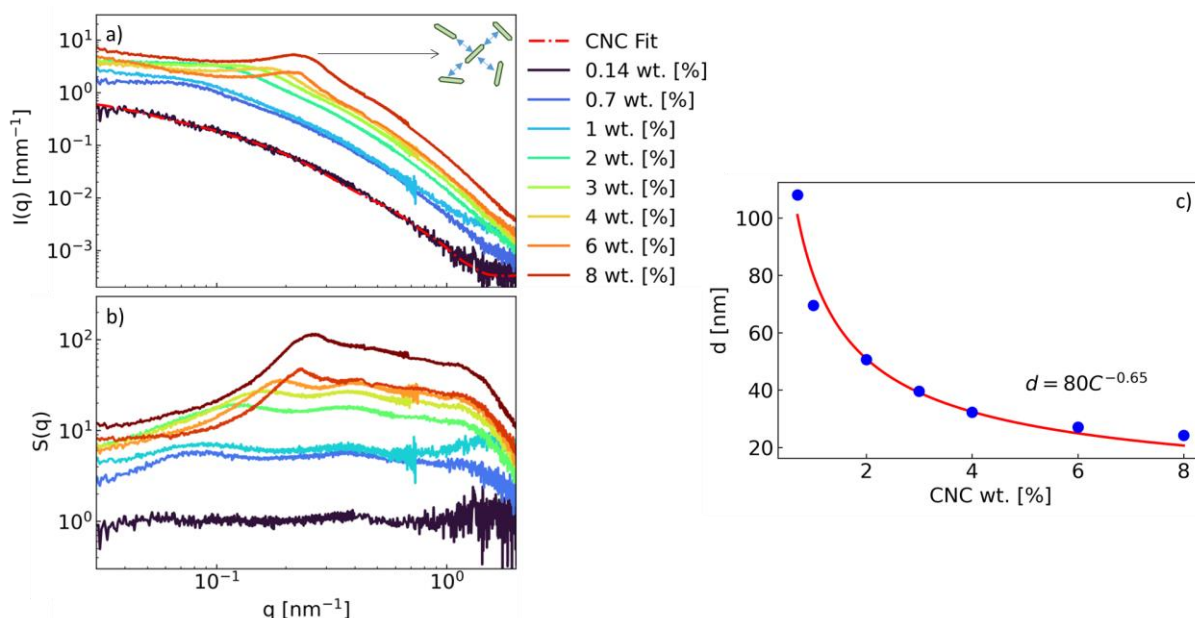 a)
10¹
10⁰
10⁻¹
10⁻²
10⁻³
I(q) [mm⁻¹]
CNC Fit
0.14 wt. [%]
0.7 wt. [%]
1 wt. [%]
2 wt. [%]
3 wt. [%]
4 wt. [%]
6 wt. [%]
8 wt. [%]
b)
10²
10¹
10⁰
S(q)
10⁻¹ 10⁰
q [nm⁻¹]
c)
100
80
60
40
20
d [nm]
d = 80C⁻⁰·⁶⁵
2 4 6 8
CNC wt. [%]